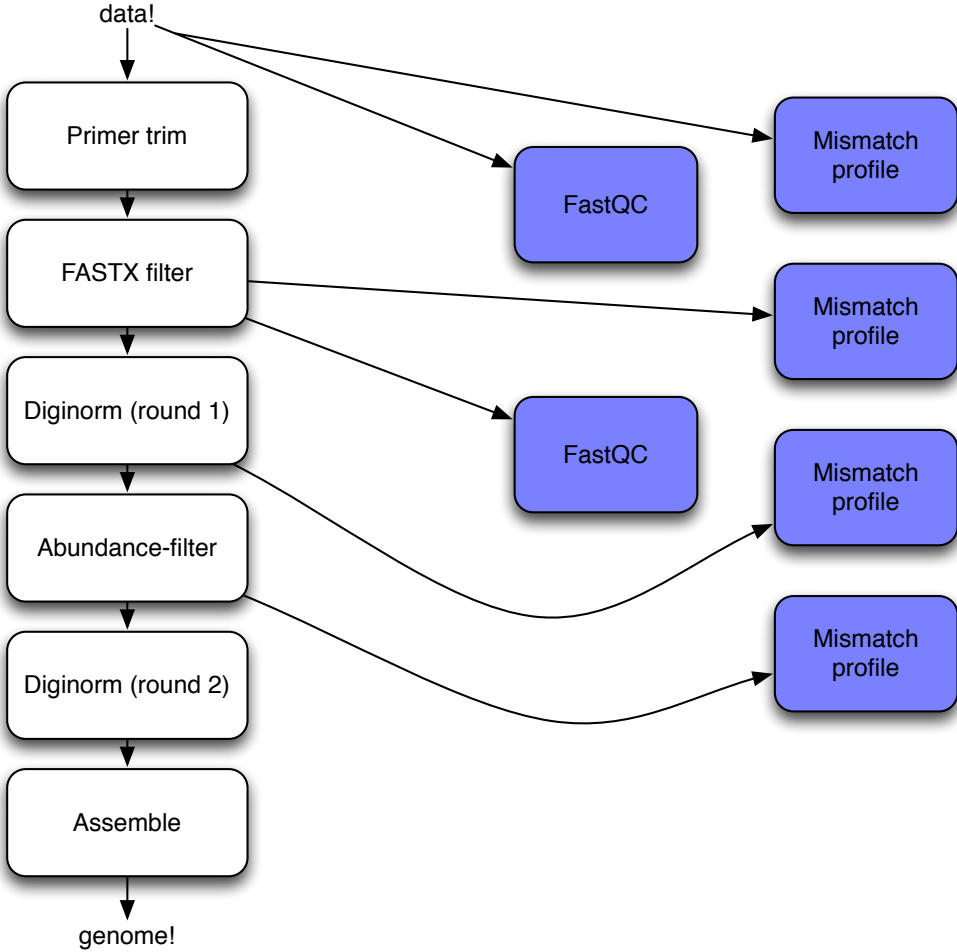 data!
Primer trim
Mismatch
profile
FastQC
FASTX filter
Mismatch
profile
Diginorm (round 1)
FastQC
Mismatch
profile
Abundance-filter
Mismatch
profile
Diginorm (round 2)
Assemble
genome!